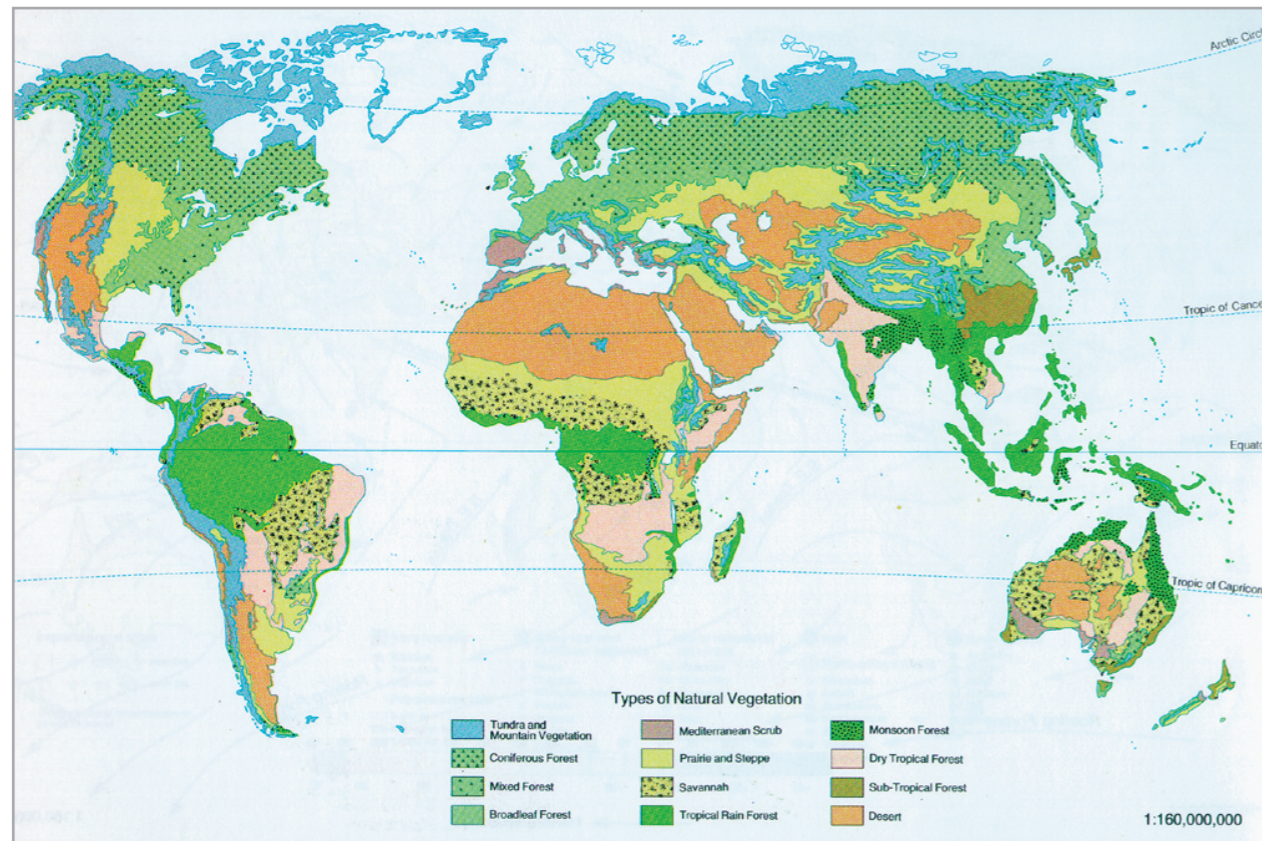 Arctic Circle
Tropic of Cance
Equato
Tropic of Capricorn
Types of Natural Vegetation
Tundra and
Mountain Vegetation
Coniferous Forest
Mixed Forest
Broadleaf Forest
Mediterranean Scrub
Prairie and Steppe
Savannah
Tropical Rain Forest
Monsoon Forest
Dry Tropical Forest
Sub-Tropical Forest
Desert
1:160,000,000